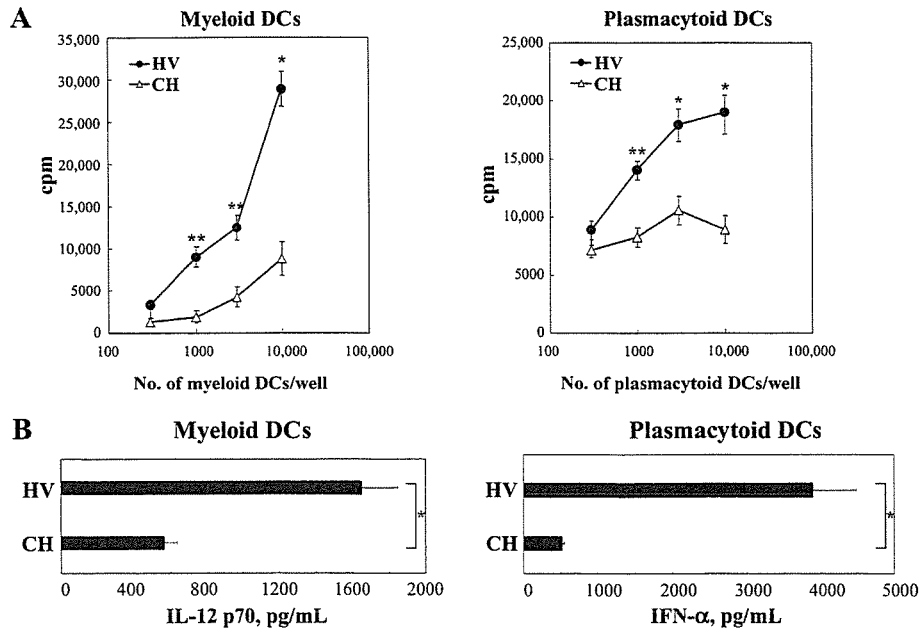 A
Myeloid DCs
35,000
30,000
25,000
20,000
15,000
10,000
5000
0
cpm
HV
CH
**
**
*
100 1000 10,000 100,000
No. of myeloid DCs/well
Plasmacytoid DCs
25,000
20,000
15,000
10,000
5000
0
cpm
HV
CH
**
*
*
100 1000 10,000 100,000
No. of plasmacytoid DCs/well
B
Myeloid DCs
HV
CH
*
0 400 800 1200 1600 2000
IL-12 p70, pg/mL
Plasmacytoid DCs
HV
CH
*
0 1000 2000 3000 4000 5000
IFN-α, pg/mL